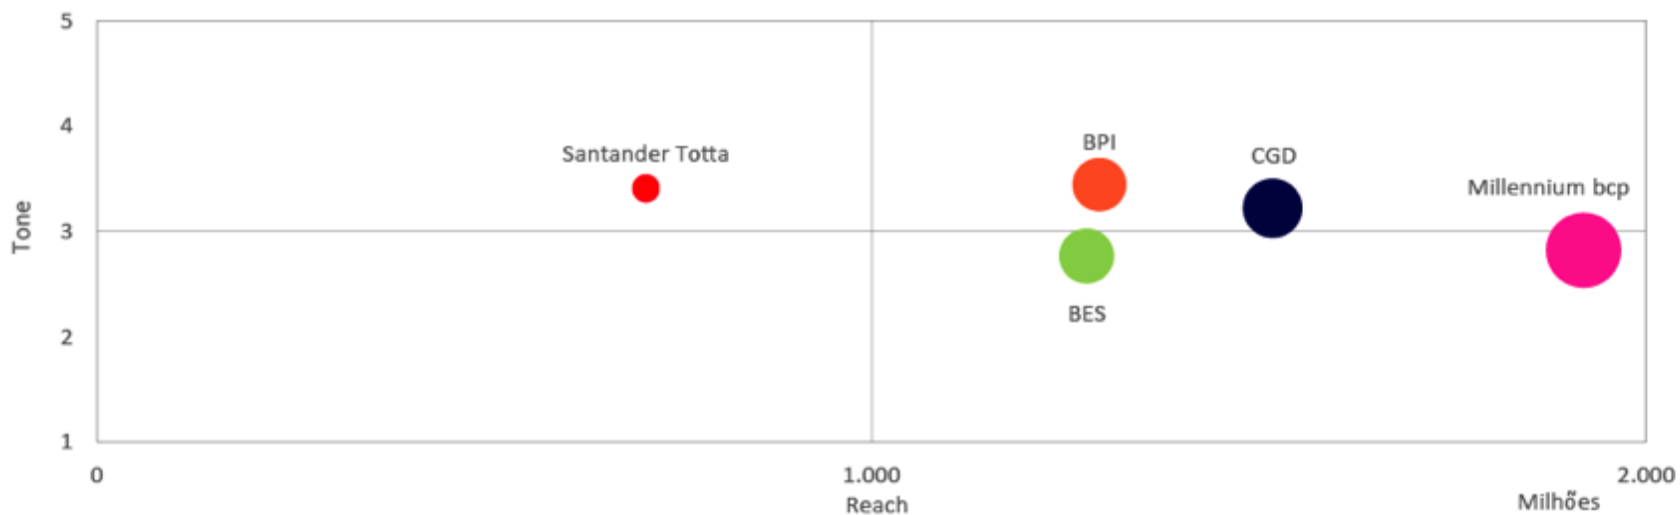 5
4
Santander Totta
BPI
CGD
Millennium bcp
Tone
3
BES
2
1
0
1.000
2.000
Reach
Milhőes